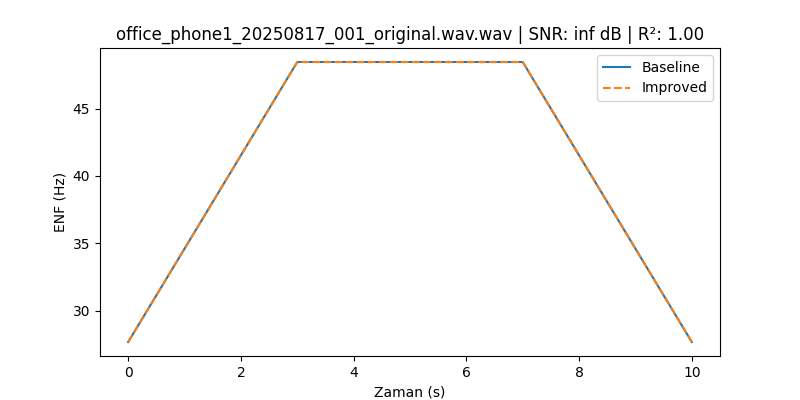 office_phone1_20250817_001_original.wav.wav | SNR: inf dB | R²: 1.00
Baseline
Improved
ENF (Hz)
45
40
35
30
0 2 4 6 8 10
Zaman (s)